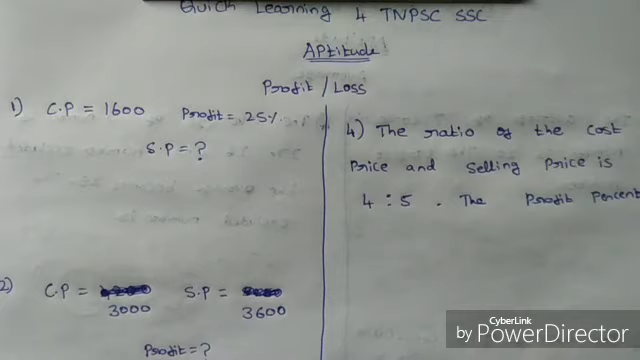 Quick Learning 4 TNPSC SSC
Aptitude
Profit / Loss
1) C.P = 1600 Profit = 25%.
S.P = ?
2) C.P = 3000 S.P = 3600
Profit = ?
4) The ratio of the cost
Price and selling Price is
4 : 5 . The Profit Percent
CyberLink
by PowerDirector